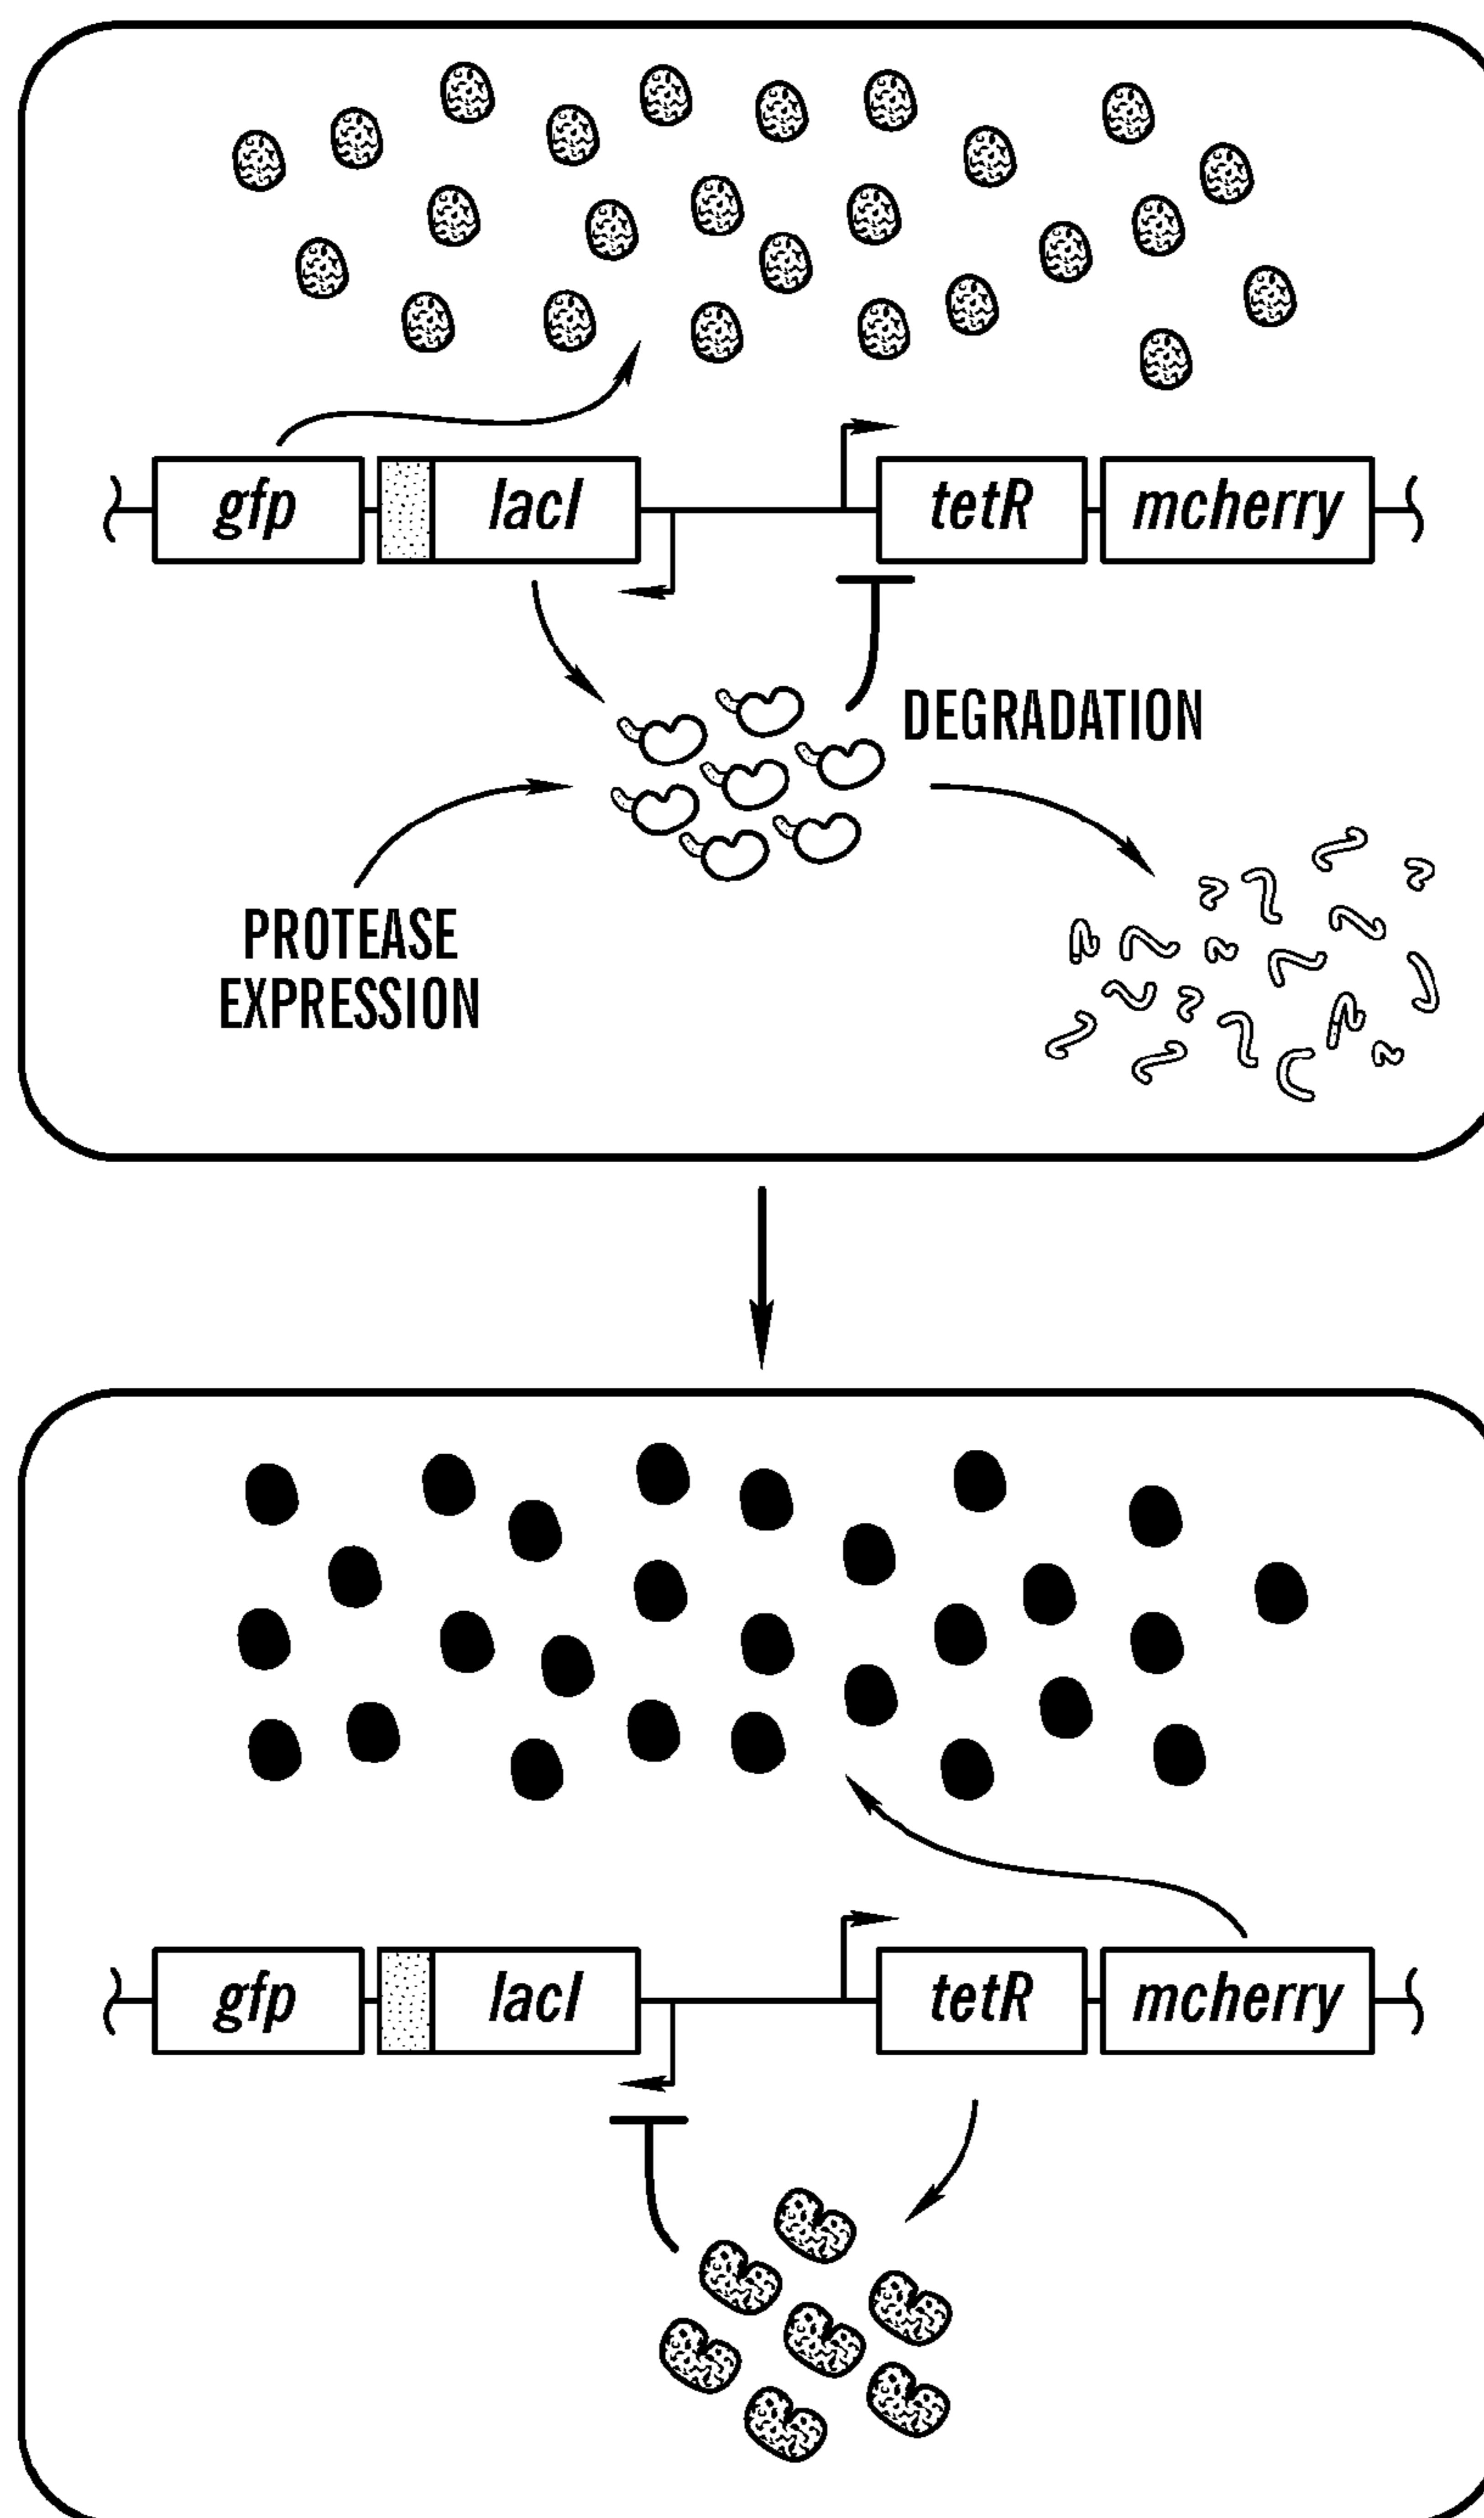 gfp lacI tetR mcherry
DEGRADATION
PROTEASE
EXPRESSION
gfp lacI tetR mcherry